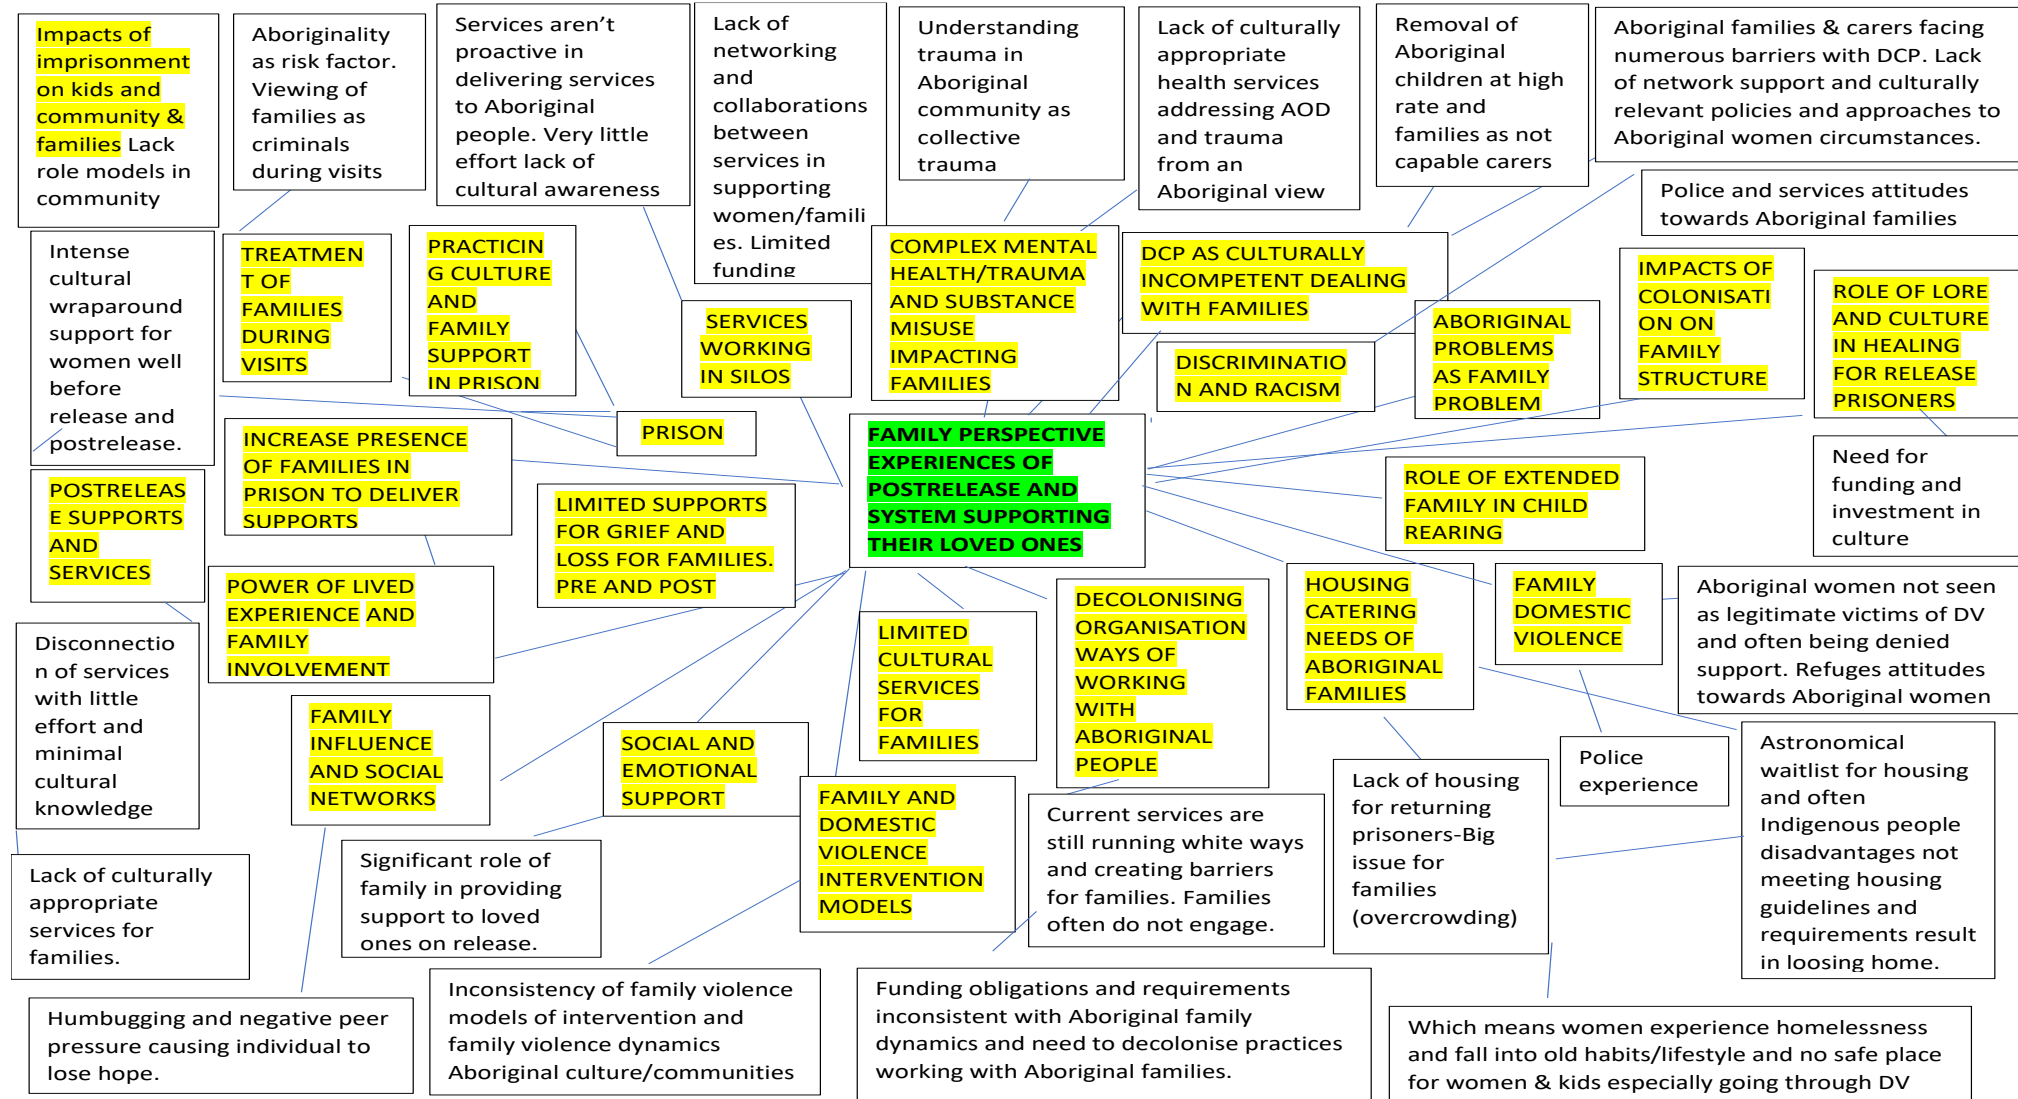 Impacts of
imprisonment
on kids and
community &
families Lack
role models in
community
Aboriginality
as risk factor.
Viewing of
families as
criminals
during visits
Services aren't
proactive in
delivering services
to Aboriginal
people. Very little
effort lack of
cultural awareness
Lack of
networking
and
collaborations
between
services in
supporting
women/famili
es. Limited
funding
Understanding
trauma in
Aboriginal
community as
collective
trauma
Lack of culturally
appropriate
health services
addressing AOD
and trauma
from an
Aboriginal view
Removal of
Aboriginal
children at high
rate and
families as not
capable carers
Aboriginal families & carers facing
numerous barriers with DCP. Lack
of network support and culturally
relevant policies and approaches to
Aboriginal women circumstances.
Police and services attitudes
towards Aboriginal families
Intense
cultural
wraparound
support for
women well
before
release and
postrelease.
TREATMEN
T OF
FAMILIES
DURING
VISITS
PRACTICIN
G CULTURE
AND
FAMILY
SUPPORT
IN PRISON
SERVICES
WORKING
IN SILOS
COMPLEX MENTAL
HEALTH/TRAUMA
AND SUBSTANCE
MISUSE
IMPACTING
FAMILIES
DCP AS CULTURALLY
INCOMPETENT DEALING
WITH FAMILIES
DISCRIMINATIO
N AND RACISM
ABORIGINAL
PROBLEMS
AS FAMILY
PROBLEM
IMPACTS OF
COLONISATI
ON ON
FAMILY
STRUCTURE
ROLE OF LORE
AND CULTURE
IN HEALING
FOR RELEASE
PRISONERS
PRISON
INCREASE PRESENCE
OF FAMILIES IN
PRISON TO DELIVER
SUPPORTS
FAMILY PERSPECTIVE
EXPERIENCES OF
POSTRELEASE AND
SYSTEM SUPPORTING
THEIR LOVED ONES
ROLE OF EXTENDED
FAMILY IN CHILD
REARING
Need for
funding and
investment in
culture
POSTRELEAS
E SUPPORTS
AND
SERVICES
LIMITED SUPPORTS
FOR GRIEF AND
LOSS FOR FAMILIES.
PRE AND POST
POWER OF LIVED
EXPERIENCE AND
FAMILY
INVOLVEMENT
LIMITED
CULTURAL
SERVICES
FOR
FAMILIES
DECOLONISING
ORGANISATION
WAYS OF
WORKING
WITH
ABORIGINAL
PEOPLE
HOUSING
CATERING
NEEDS OF
ABORIGINAL
FAMILIES
FAMILY
DOMESTIC
VIOLENCE
Aboriginal women not seen
as legitimate victims of DV
and often being denied
support. Refuges attitudes
towards Aboriginal women
Disconnectio
n of services
with little
effort and
minimal
cultural
knowledge
FAMILY
INFLUENCE
AND SOCIAL
NETWORKS
SOCIAL AND
EMOTIONAL
SUPPORT
FAMILY AND
DOMESTIC
VIOLENCE
INTERVENTION
MODELS
Police
experience
Astronomical
waitlist for housing
and often
Indigenous people
disadvantages not
meeting housing
guidelines and
requirements result
in loosing home.
Lack of housing
for returning
prisoners-Big
issue for
families
(overcrowding)
Current services are
still running white ways
and creating barriers
for families. Families
often do not engage.
Significant role of
family in providing
support to loved
ones on release.
Lack of culturally
appropriate
services for
families.
Humbugging and negative peer
pressure causing individual to
lose hope.
Inconsistency of family violence
models of intervention and
family violence dynamics
Aboriginal culture/communities
Funding obligations and requirements
inconsistent with Aboriginal family
dynamics and need to decolonise practices
working with Aboriginal families.
Which means women experience homelessness
and fall into old habits/lifestyle and no safe place
for women & kids especially going through DV